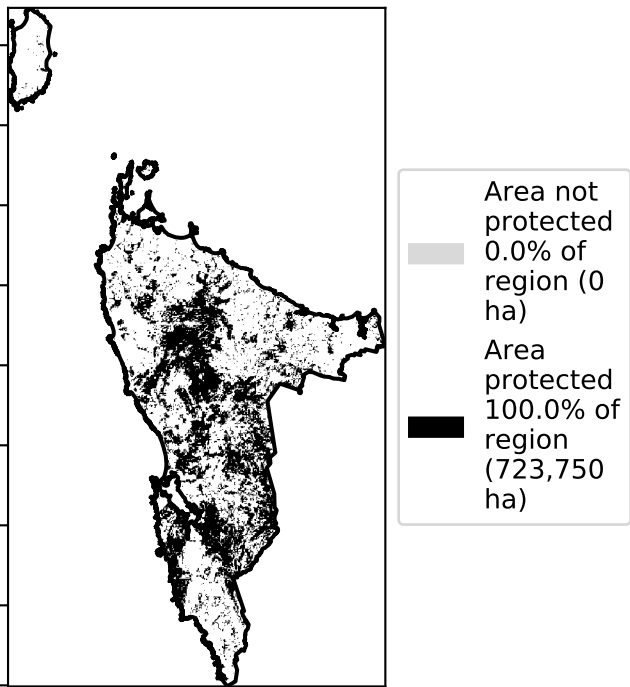 Area not
protected
0.0% of
region (0
ha)
Area
protected
100.0% of
region
(723,750
ha)